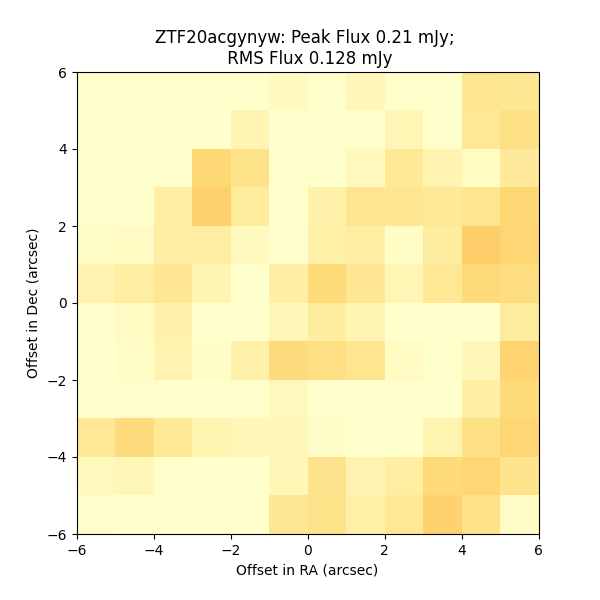 ZTF20acgynyw: Peak Flux 0.21 mJy;
RMS Flux 0.128 mJy
6
4
2
0
−2
−4
−6
Offset in Dec (arcsec)
−6 −4 −2 0 2 4 6
Offset in RA (arcsec)